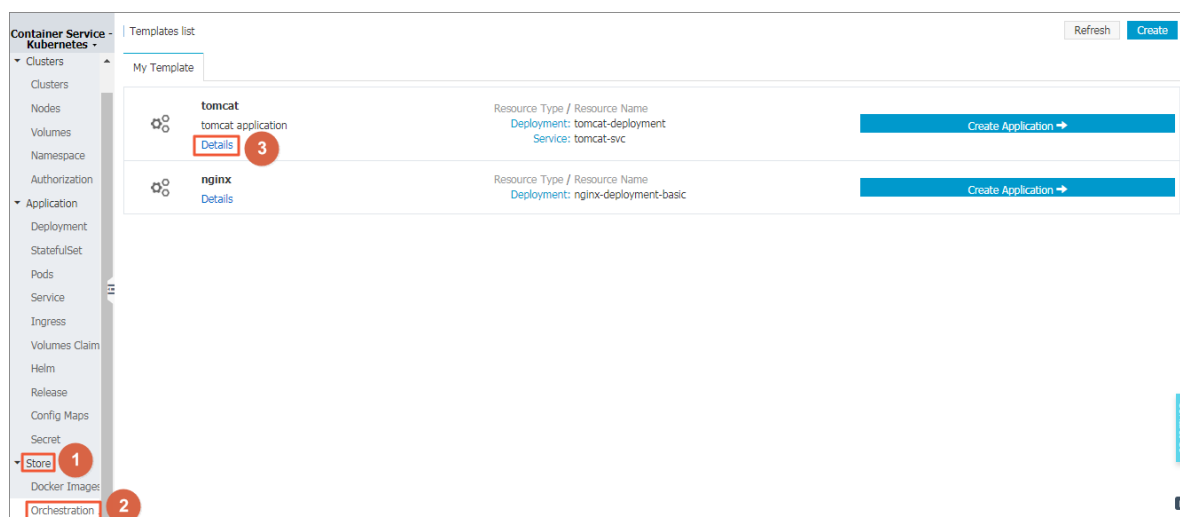 Container Service -
Kubernetes
Clusters
Clusters
Nodes
Volumes
Namespace
Authorization
Application
Deployment
StatefulSet
Pods
Service
Ingress
Volumes Claim
Helm
Release
Config Maps
Secret
Store 1
Docker Images
Orchestration 2
Templates list
Refresh Create
My Template
tomcat
tomcat application
Details 3
Resource Type / Resource Name
Deployment: tomcat-deployment
Service: tomcat-svc
Create Application →
nginx
Details
Resource Type / Resource Name
Deployment: nginx-deployment-basic
Create Application →